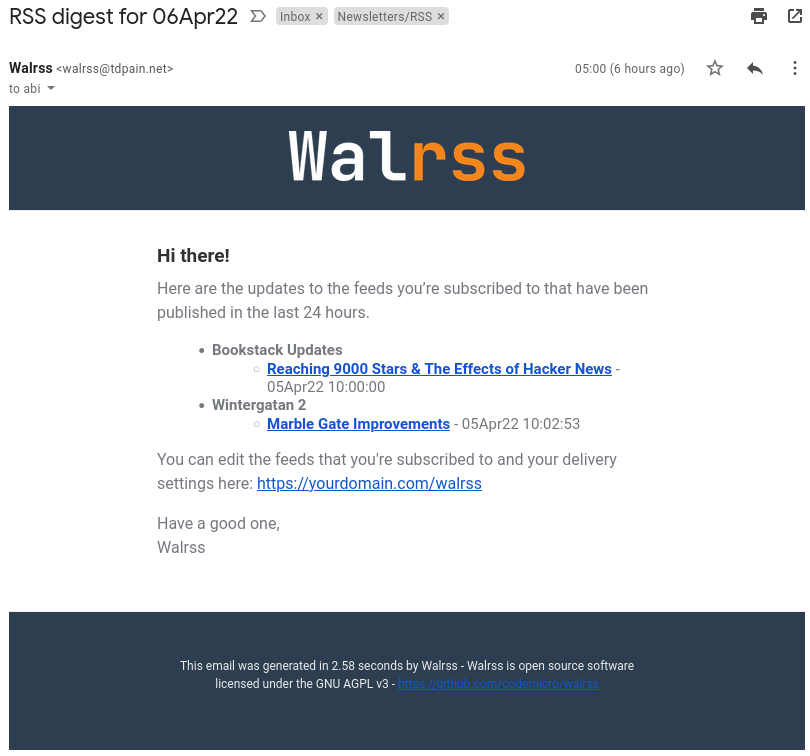 RSS digest for 06Apr22 Inbox × Newsletters/RSS ×
Walrss <walrss@tdpain.net> 05:00 (6 hours ago)
to abi
Walrss
Hi there!
Here are the updates to the feeds you’re subscribed to that have been
published in the last 24 hours.
• Bookstack Updates
○ Reaching 9000 Stars & The Effects of Hacker News -
05Apr22 10:00:00
• Wintergatan 2
○ Marble Gate Improvements - 05Apr22 10:02:53
You can edit the feeds that you're subscribed to and your delivery
settings here: https://yourdomain.com/walrss
Have a good one,
Walrss
This email was generated in 2.58 seconds by Walrss - Walrss is open source software
licensed under the GNU AGPL v3 - https://github.com/codemicro/walrss